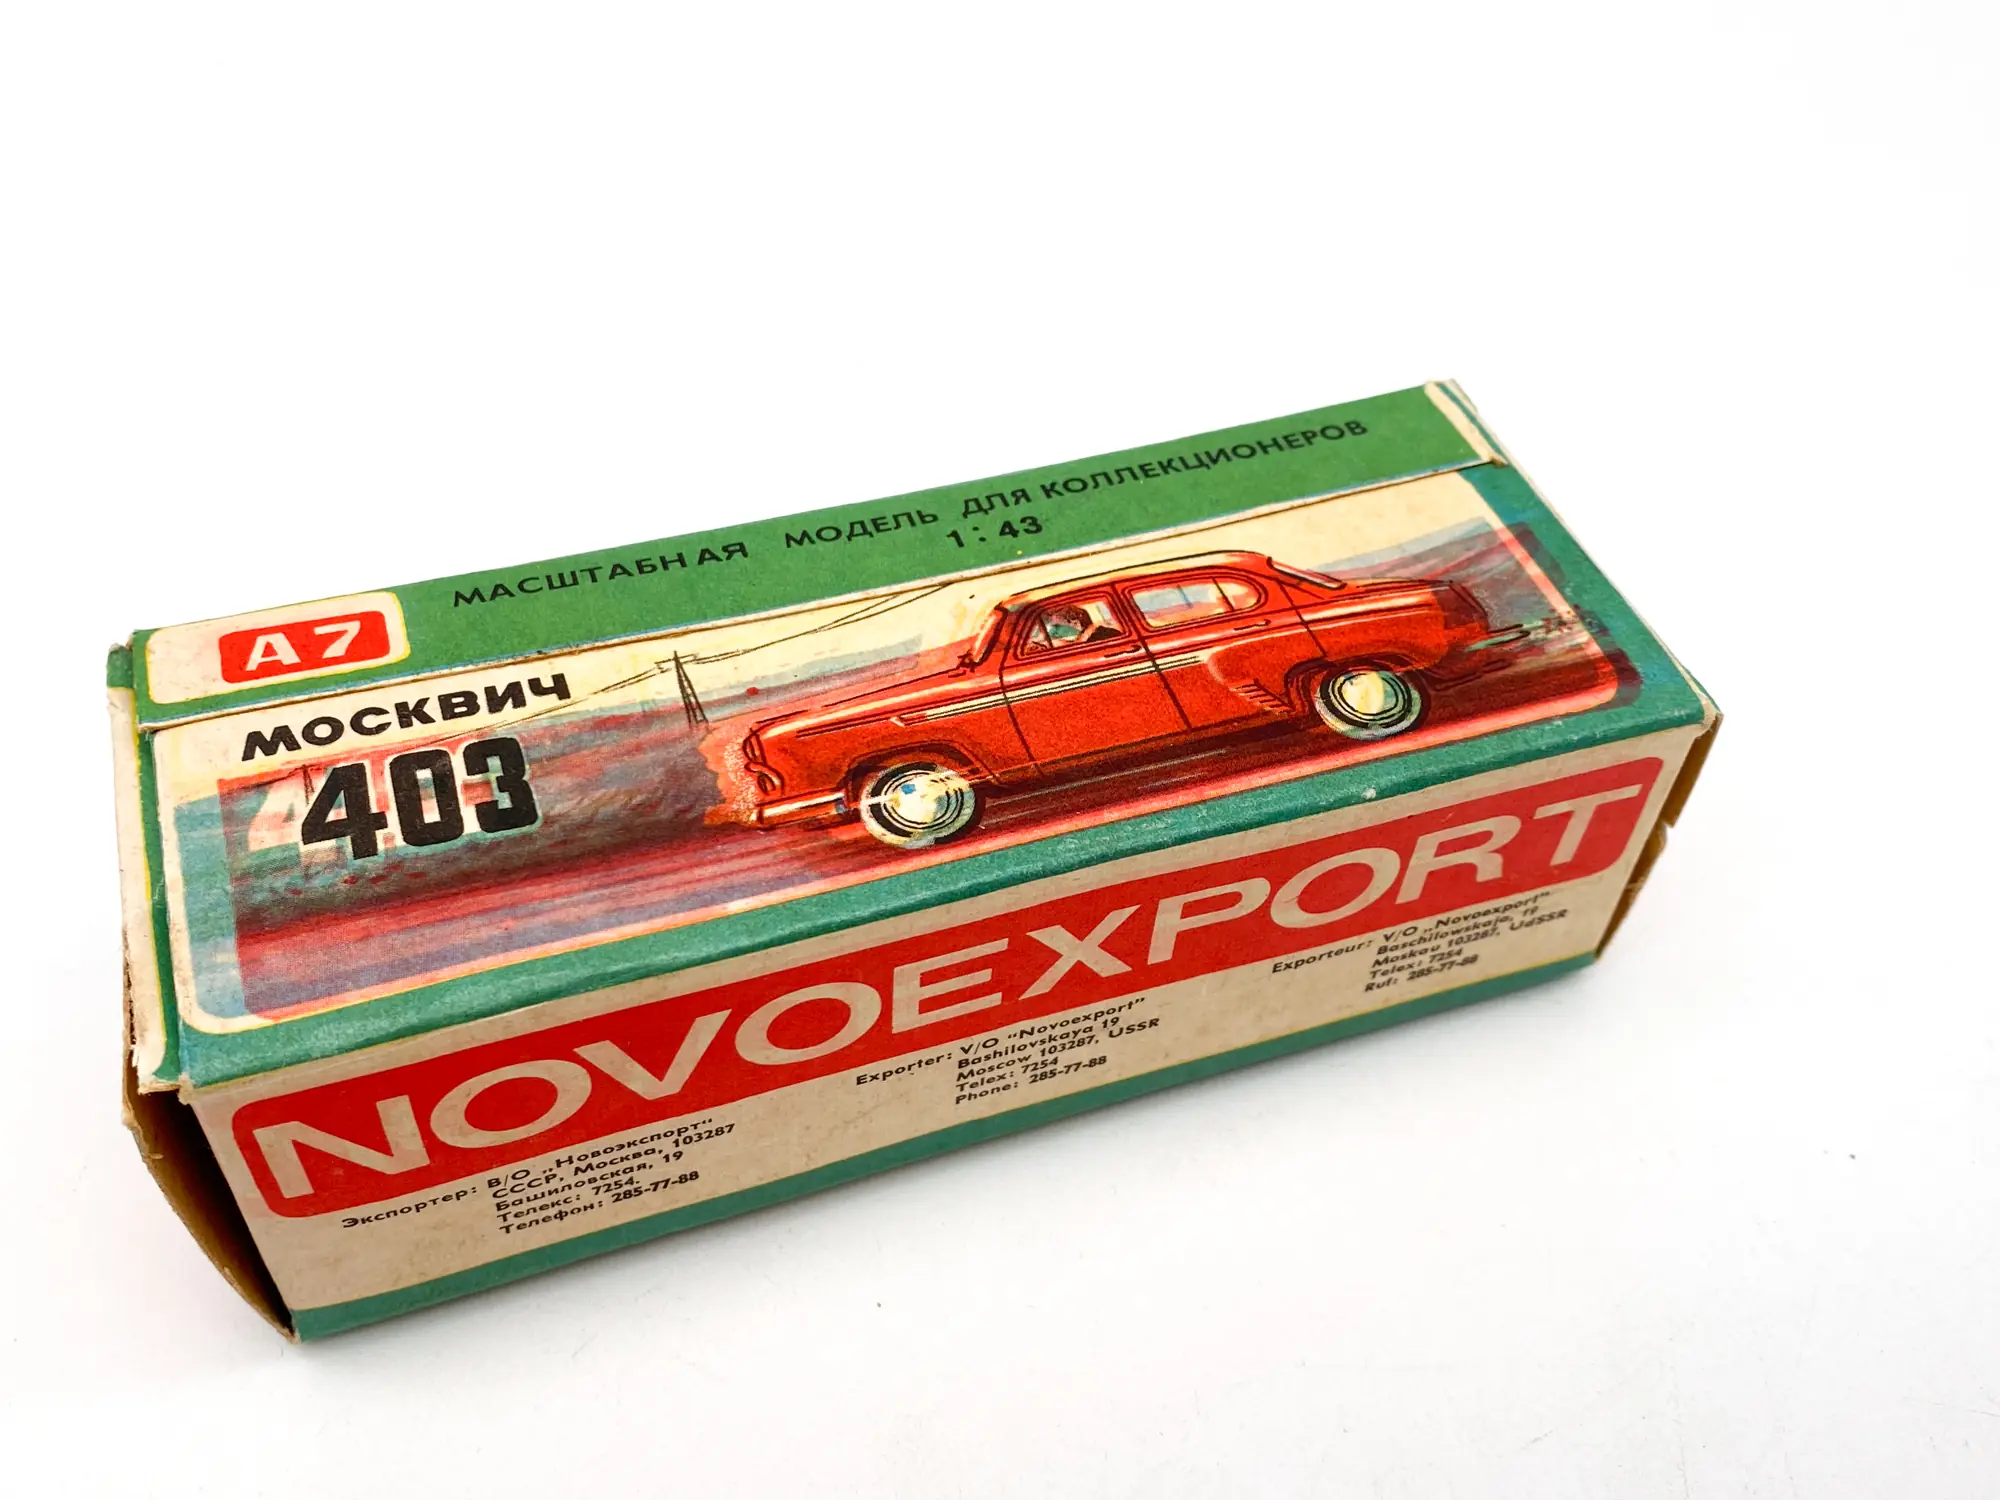 МАСШТАБНАЯ МОДЕЛЬ ДЛЯ КОЛЛЕКЦИОНЕРОВ
1:43
А7
МОСКВИЧ
403
NOVOEXPORT
Экспортер: В/О „Новоэкспорт“
СССР, Москва, 103287
Башиловская, 19
Телекс: 7254.
Телефон: 285-77-88
Exporter: V/O "Novoexport"
Bashilovskaya 19
Moscow 103287, USSR
Telex: 7254
Phone: 285-77-88
Exporteur: V/O „Novoexport“
Baschilowskaja, 19
Moskau 103287, UdSSR
Telex: 7254
Ruf: 285-77-88